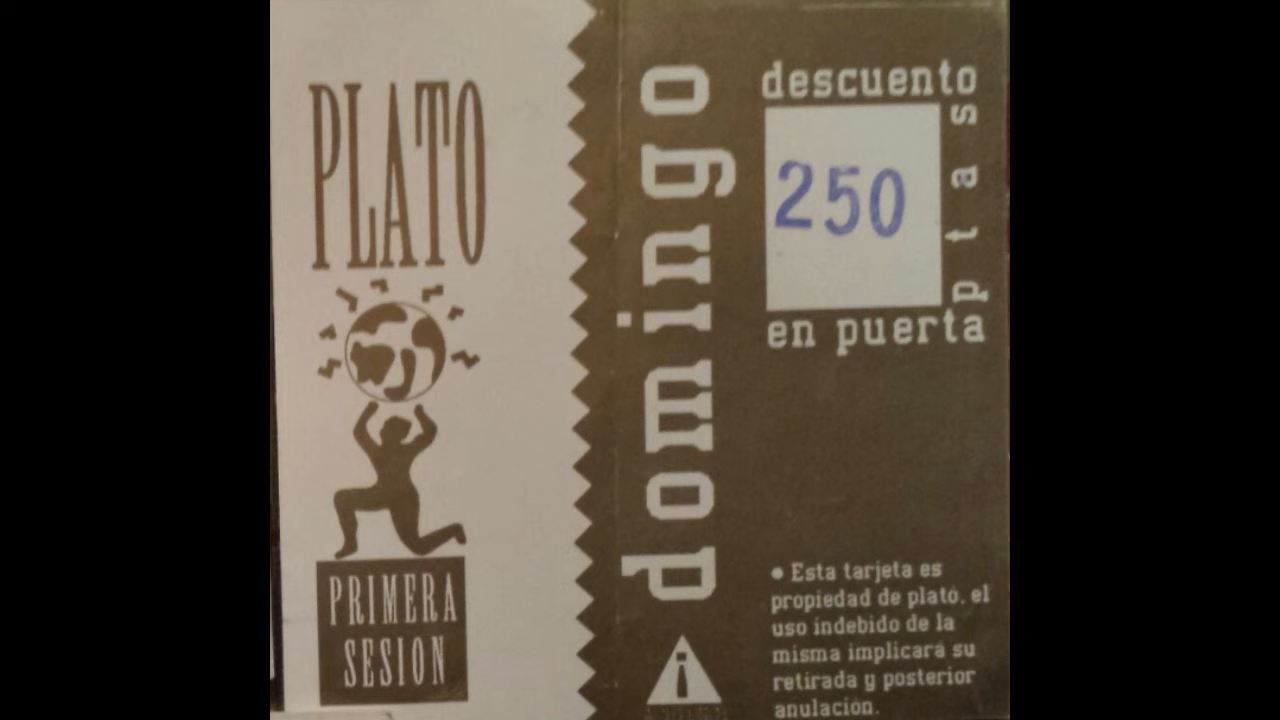 PLATO
PRIMERA
SESION
domingo
descuento
250
ptas
en puerta
• Esta tarjeta es
propiedad de plató, el
uso indebido de la
misma implicará su
retirada y posterior
anulación.